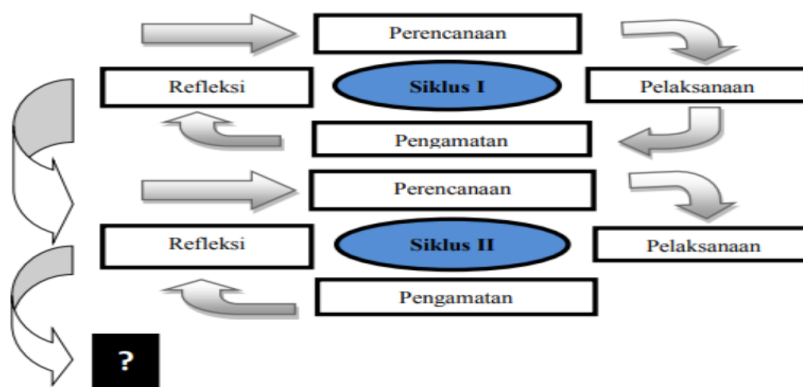 Perencanaan
Refleksi
Siklus I
Pelaksanaan
Pengamatan
Perencanaan
Refleksi
Siklus II
Pelaksanaan
Pengamatan
?